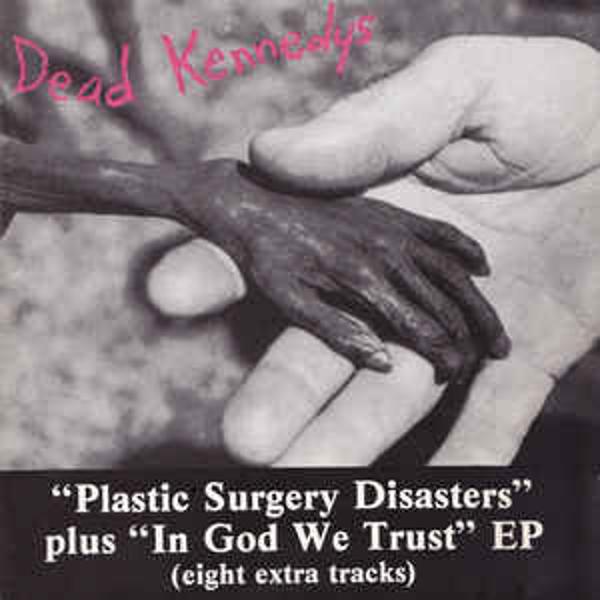 Dead Kennedys
“Plastic Surgery Disasters”
plus “In God We Trust” EP
(eight extra tracks)